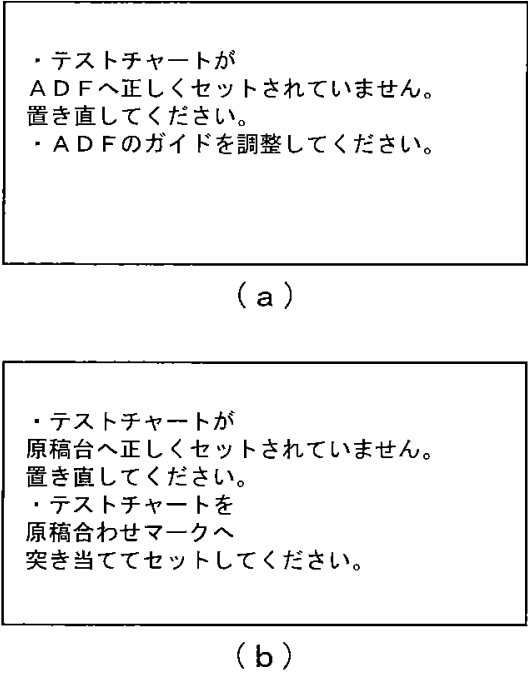 ・テストチャートが
ＡＤＦへ正しくセットされていません。
置き直してください。
・ＡＤＦのガイドを調整してください。
（ａ）
・テストチャートが
原稿台へ正しくセットされていません。
置き直してください。
・テストチャートを
原稿合わせマークへ
突き当ててセットしてください。
（ｂ）